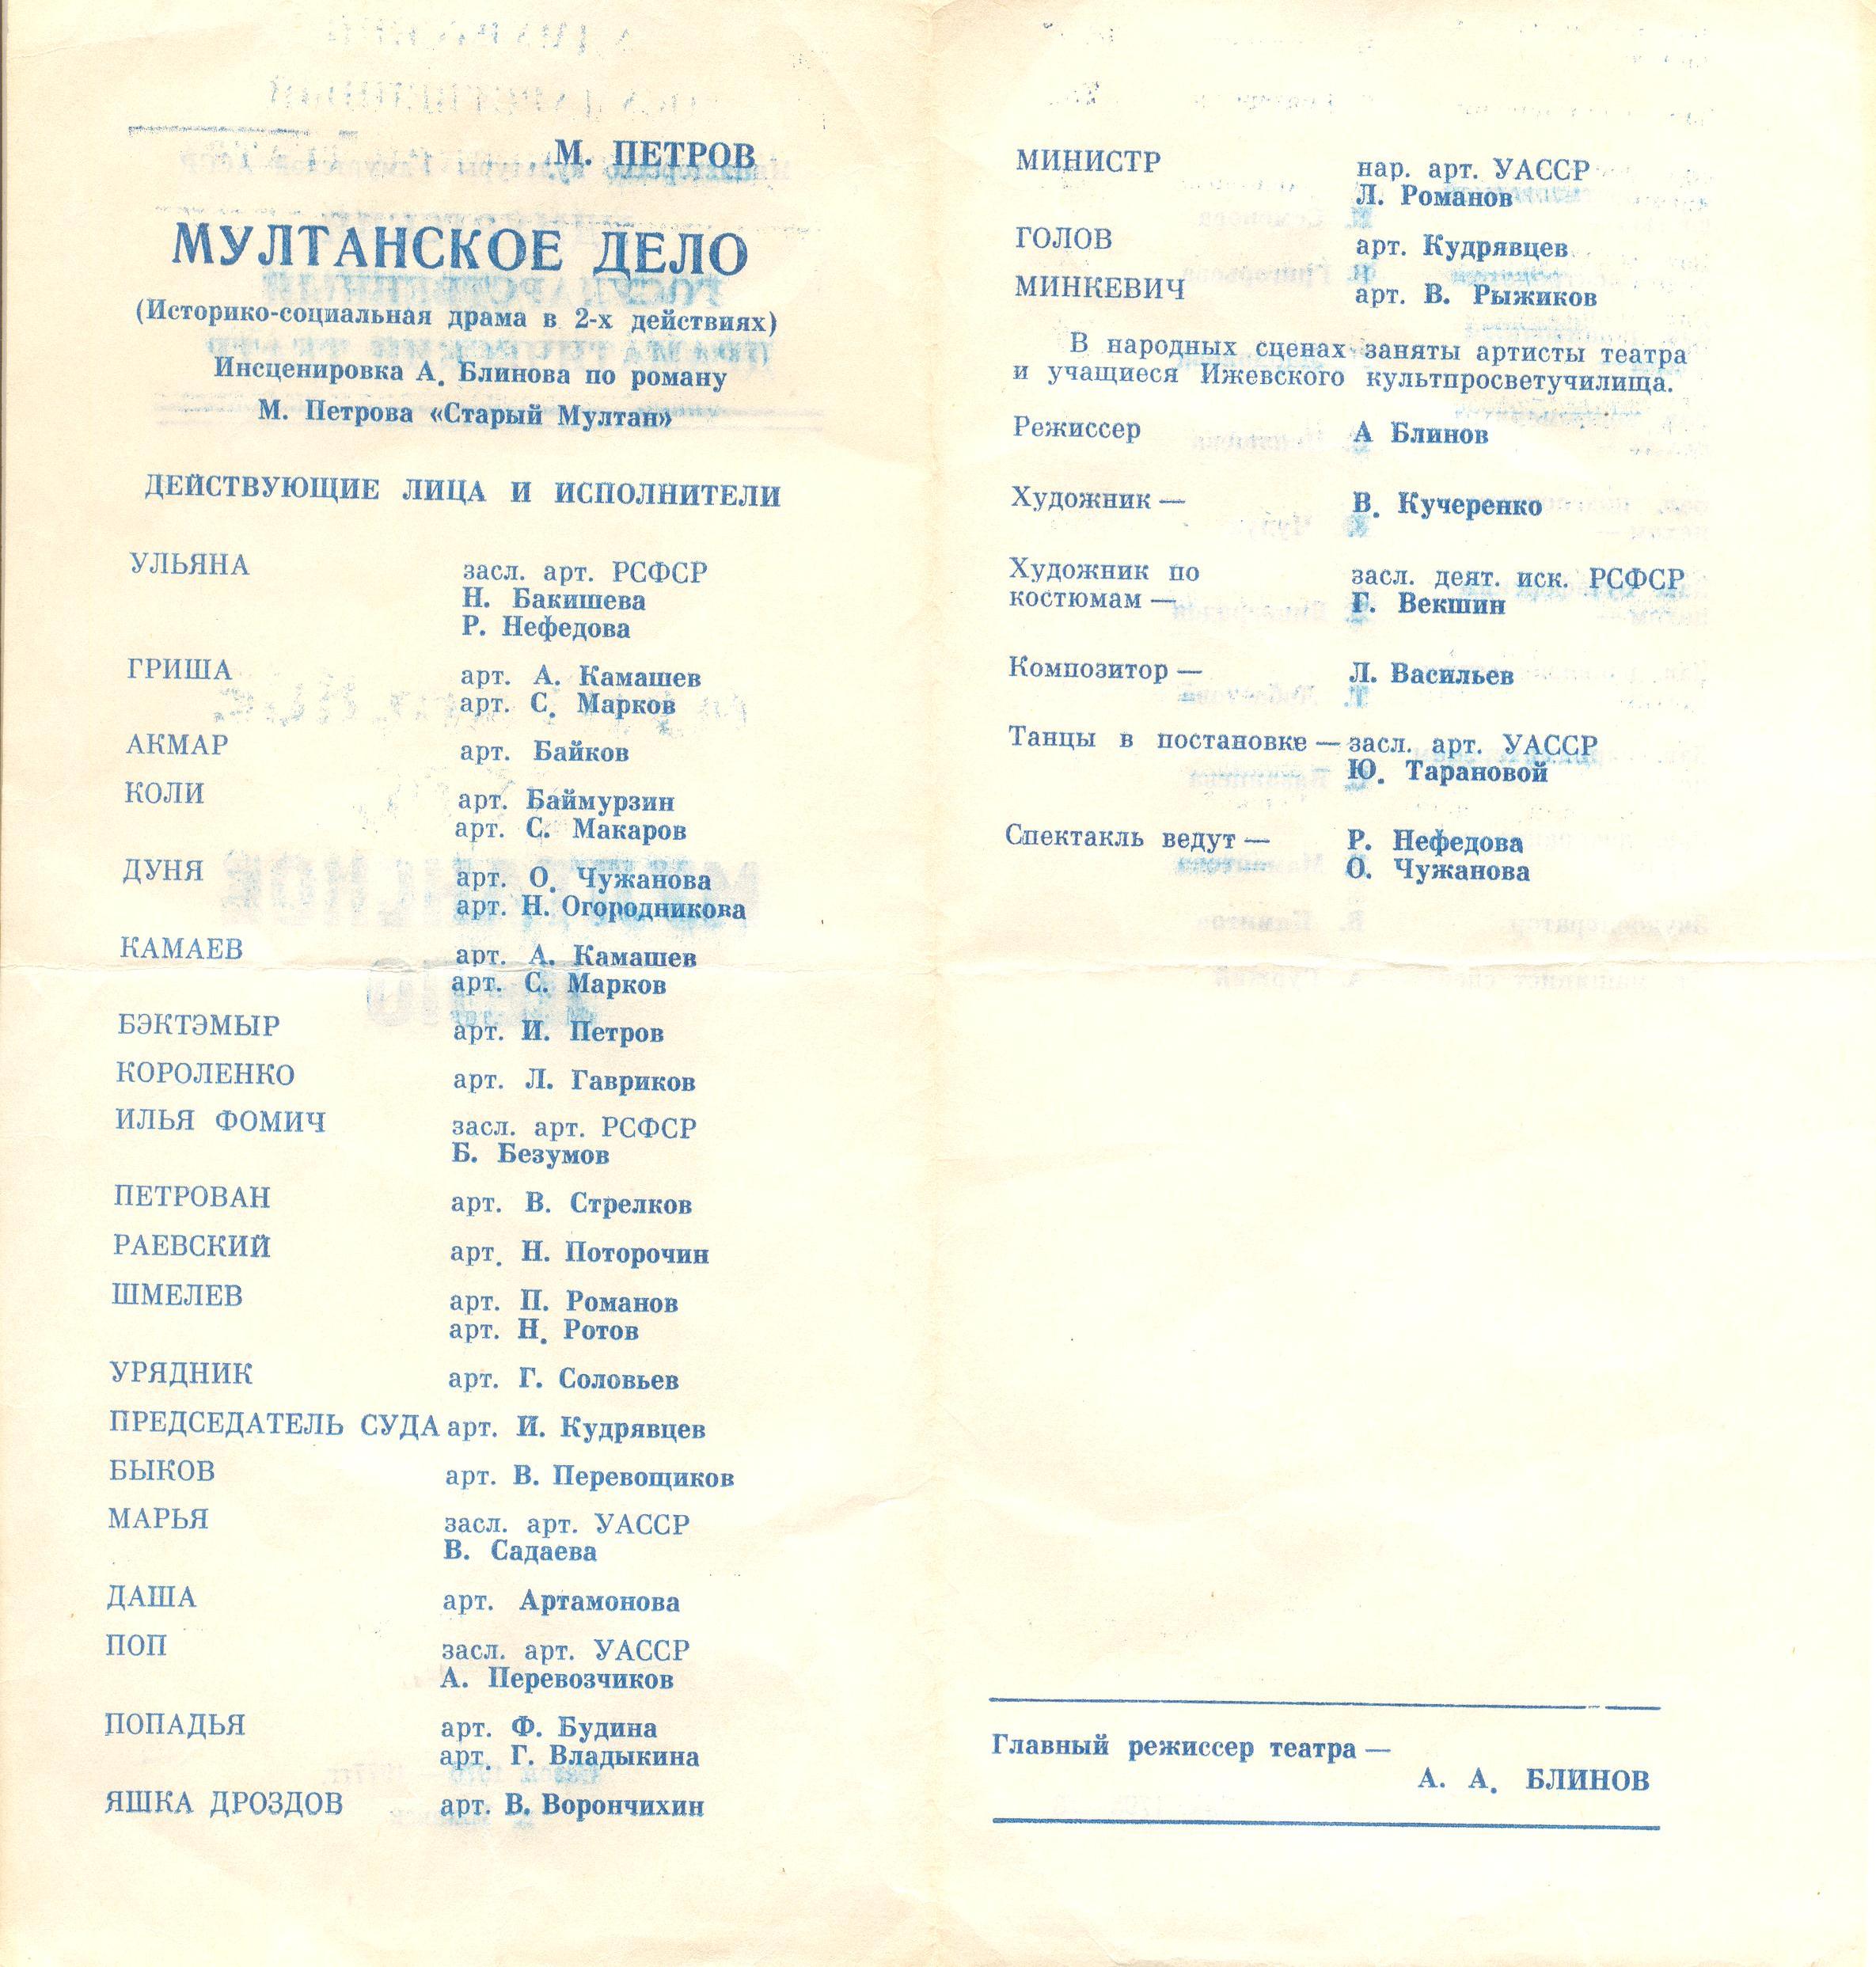 М. ПЕТРОВ
МУЛТАНСКОЕ ДЕЛО
(Историко-социальная драма в 2-х действиях)
Инсценировка А. Блинова по роману
М. Петрова «Старый Мултан»
ДЕЙСТВУЮЩИЕ ЛИЦА И ИСПОЛНИТЕЛИ
УЛЬЯНА засл. арт. РСФСР
Н. Бакишева
Р. Нефедова
ГРИША арт. А. Камашев
арт. С. Марков
АКМАР арт. Байков
КОЛИ арт. Баймурзин
арт. С. Макаров
ДУНЯ арт. О. Чужанова
арт. Н. Огородникова
КАМАЕВ арт. А. Камашев
арт. С. Марков
БЭКТЭМЫР арт. И. Петров
КОРОЛЕНКО арт. Л. Гавриков
ИЛЬЯ ФОМИЧ засл. арт. РСФСР
Б. Безумов
ПЕТРОВАН арт. В. Стрелков
РАЕВСКИЙ арт. Н. Поторочин
ШМЕЛЕВ арт. П. Романов
арт. Н. Ротов
УРЯДНИК арт. Г. Соловьев
ПРЕДСЕДАТЕЛЬ СУДА арт. И. Кудрявцев
БЫКОВ арт. В. Перевощиков
МАРЬЯ засл. арт. УАССР
В. Садаева
ДАША арт. Артамонова
ПОП засл. арт. УАССР
А. Перевозчиков
ПОПАДЬЯ арт. Ф. Будина
арт. Г. Владыкина
ЯШКА ДРОЗДОВ арт. В. Ворончихин
МИНИСТР нар. арт. УАССР
Л. Романов
ГОЛОВ арт. Кудрявцев
МИНКЕВИЧ арт. В. Рыжиков
В народных сценах заняты артисты театра
и учащиеся Ижевского культпросветучилища.
Режиссер А Блинов
Художник — В. Кучеренко
Художник по засл. деят. иск. РСФСР
костюмам — Г. Векшин
Композитор — Л. Васильев
Танцы в постановке — засл. арт. УАССР
Ю. Тарановой
Спектакль ведут — Р. Нефедова
О. Чужанова
Главный режиссер театра —
А. А. БЛИНОВ